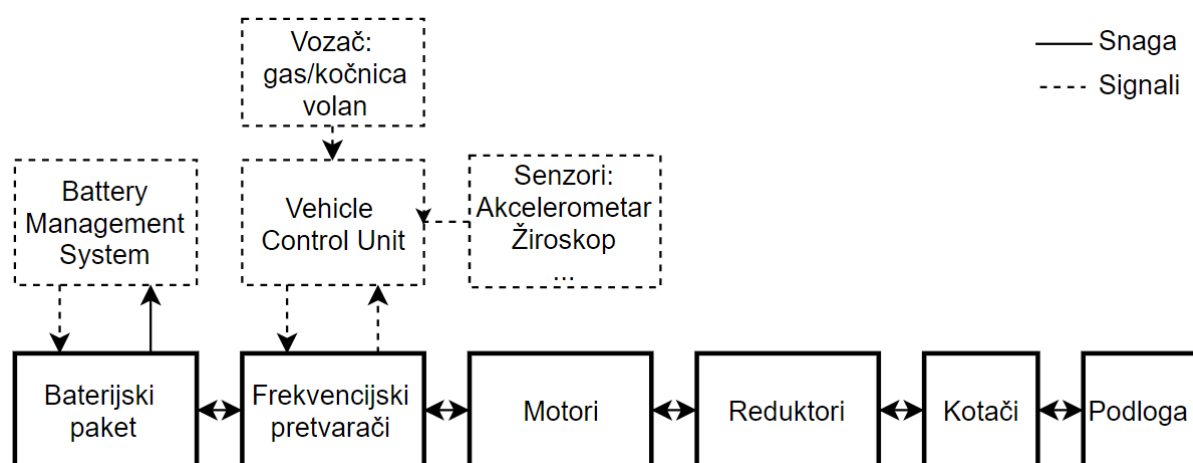 Vozač:
gas/kočnica
volan
Snaga
Signali
Battery
Management
System
Vehicle
Control Unit
Senzori:
Akcelerometar
Žiroskop
...
Baterijski
paket
Frekvencijski
pretvarači
Motori
Reduktori
Kotači
Podloga